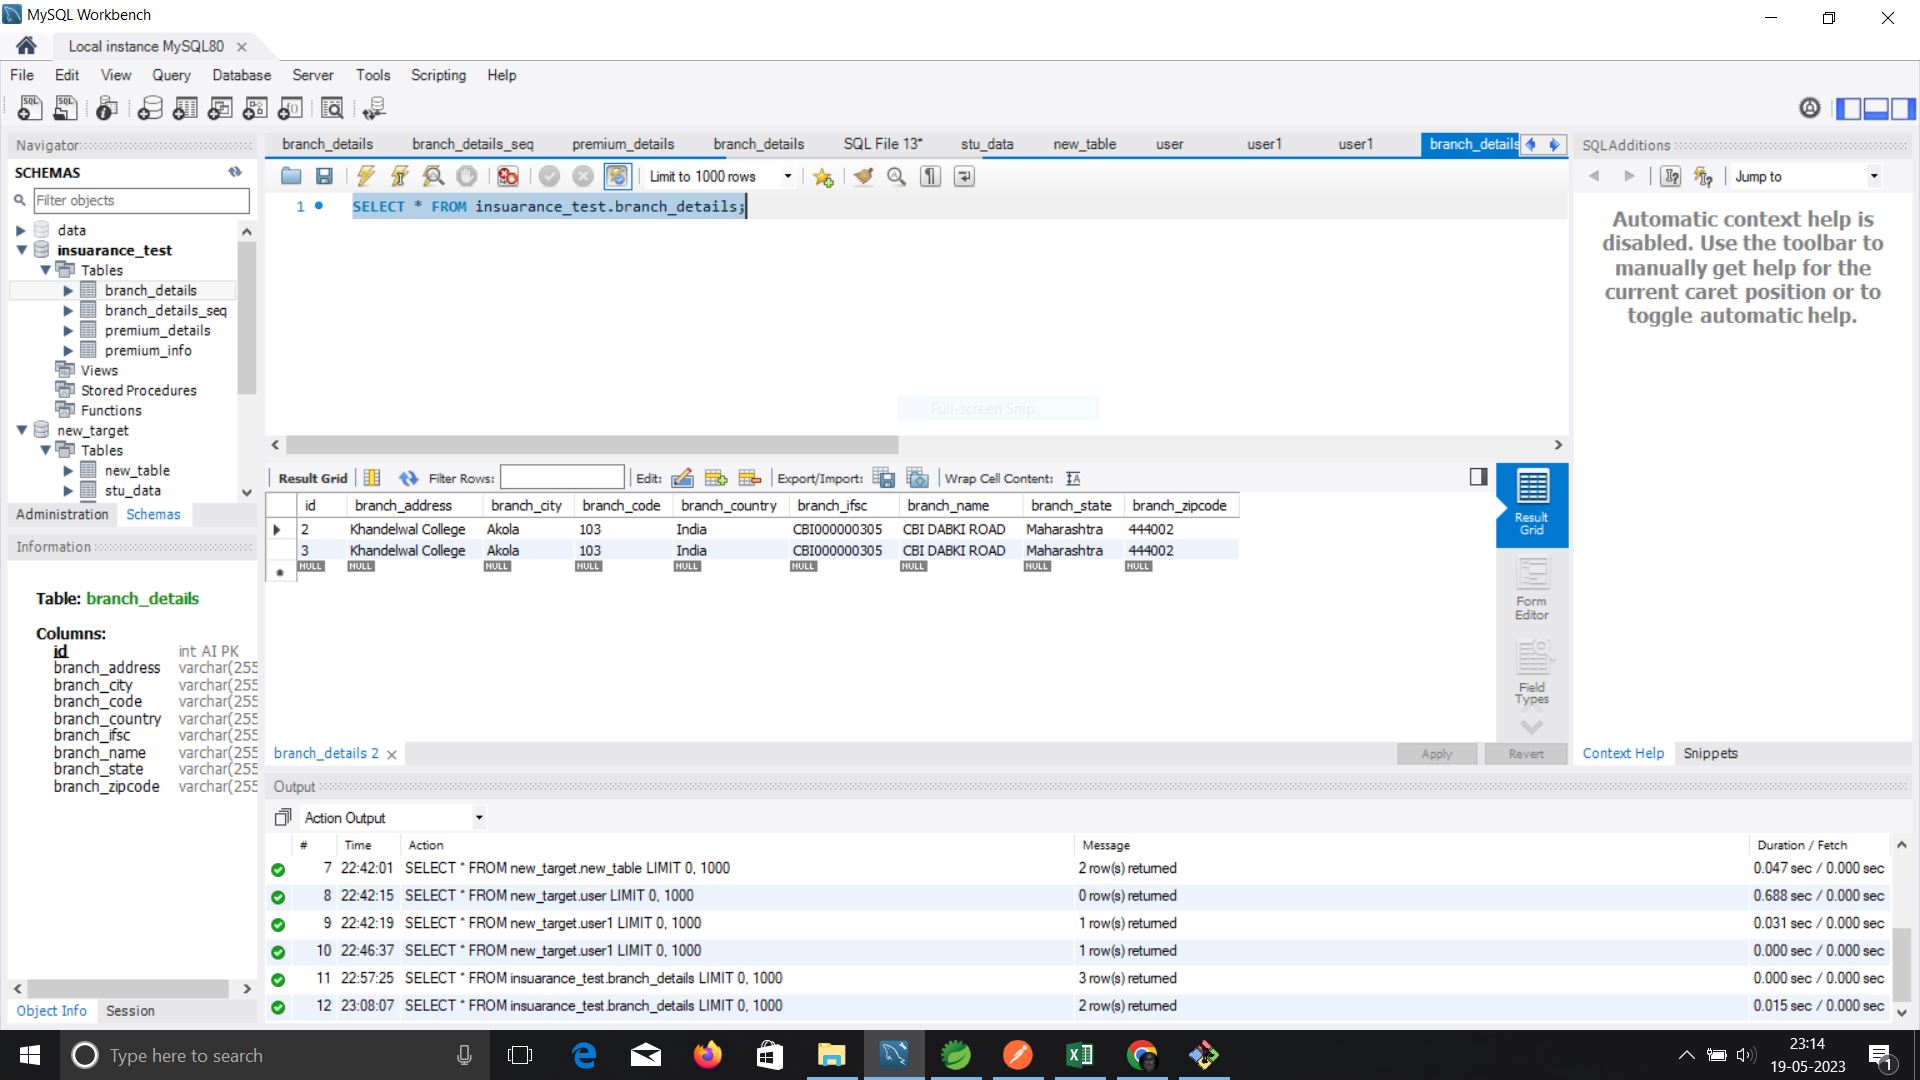 MySQL Workbench
Local instance MySQL80
File Edit View Query Database Server Tools Scripting Help
Navigator
SCHEMAS
Filter objects
data
insuarance_test
Tables
branch_details
branch_details_seq
premium_details
premium_info
Views
Stored Procedures
Functions
new_target
Tables
new_table
stu_data
Administration Schemas
Information
Table: branch_details
Columns:
id int AI PK
branch_address varchar(255
branch_city varchar(255
branch_code varchar(255
branch_country varchar(255
branch_ifsc varchar(255
branch_name varchar(255
branch_state varchar(255
branch_zipcode varchar(255
Object Info Session
branch_details branch_details_seq premium_details branch_details SQL File 13* stu_data new_table user user1 user1 branch_details
Limit to 1000 rows
1 SELECT * FROM insuarance_test.branch_details;
Full-screen Snip
Result Grid Filter Rows: Edit: Export/Import: Wrap Cell Content:
id branch_address branch_city branch_code branch_country branch_ifsc branch_name branch_state branch_zipcode
2 Khandelwal College Akola 103 India CBI000000305 CBI DABKI ROAD Maharashtra 444002
3 Khandelwal College Akola 103 India CBI000000305 CBI DABKI ROAD Maharashtra 444002
NULL NULL NULL NULL NULL NULL NULL NULL NULL
Result
Grid
Form
Editor
Field
Types
branch_details 2
Apply Revert
SQLAdditions
Jump to
Automatic context help is
disabled. Use the toolbar to
manually get help for the
current caret position or to
toggle automatic help.
Context Help Snippets
Output
Action Output
# Time Action Message Duration / Fetch
7 22:42:01 SELECT * FROM new_target.new_table LIMIT 0, 1000 2 row(s) returned 0.047 sec / 0.000 sec
8 22:42:15 SELECT * FROM new_target.user LIMIT 0, 1000 0 row(s) returned 0.688 sec / 0.000 sec
9 22:42:19 SELECT * FROM new_target.user1 LIMIT 0, 1000 1 row(s) returned 0.031 sec / 0.000 sec
10 22:46:37 SELECT * FROM new_target.user1 LIMIT 0, 1000 1 row(s) returned 0.000 sec / 0.000 sec
11 22:57:25 SELECT * FROM insuarance_test.branch_details LIMIT 0, 1000 3 row(s) returned 0.000 sec / 0.000 sec
12 23:08:07 SELECT * FROM insuarance_test.branch_details LIMIT 0, 1000 2 row(s) returned 0.015 sec / 0.000 sec
Type here to search
23:14
19-05-2023
1